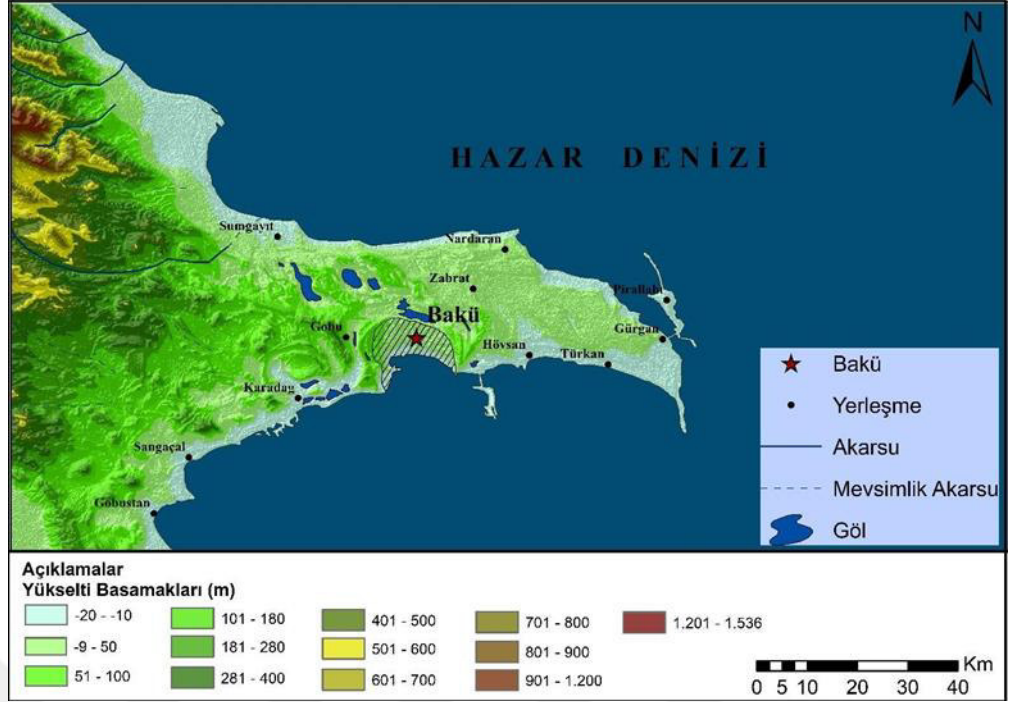 N
HAZAR DENİZİ
Sumgayıt
Nardaran
Zabrat
Pirallahı
Bakü
Gobu
Gürgan
Hövsan
Türkan
Karadag
Sangaçal
Gobustan
Bakü
Yerleşme
Akarsu
Mevsimlik Akarsu
Göl
Açıklamalar
Yükselti Basamakları (m)
-20 - -10
101 - 180
401 - 500
701 - 800
1.201 - 1.536
-9 - 50
181 - 280
501 - 600
801 - 900
51 - 100
281 - 400
601 - 700
901 - 1.200
Km
0 5 10 20 30 40